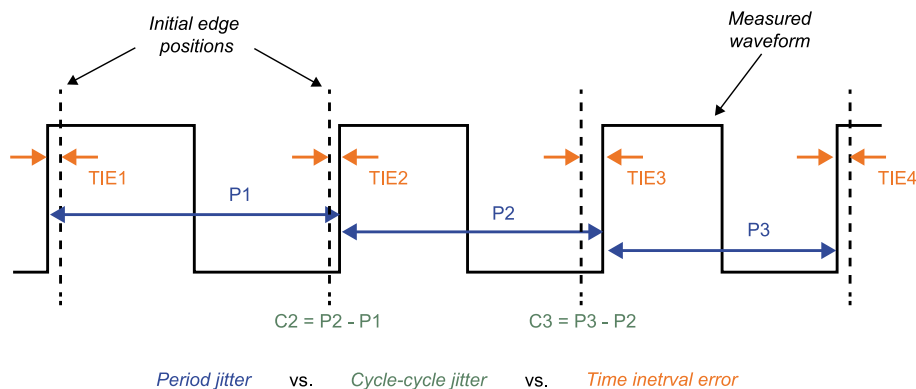 Initial edge
positions
Measured
waveform
TIE1
TIE2
TIE3
TIE4
P1
P2
P3
C2 = P2 - P1
C3 = P3 - P2
Period jitter vs. Cycle-cycle jitter vs. Time inetrval error